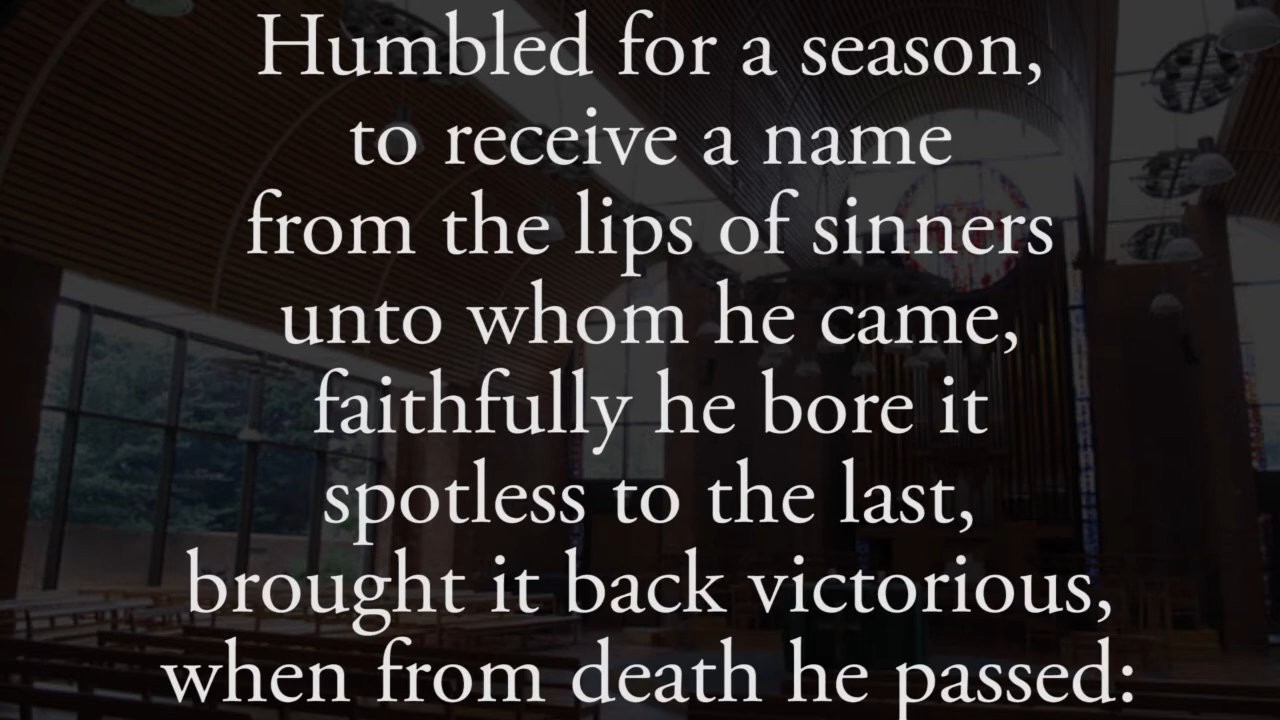 Humbled for a season,
to receive a name
from the lips of sinners
unto whom he came,
faithfully he bore it
spotless to the last,
brought it back victorious,
when from death he passed: